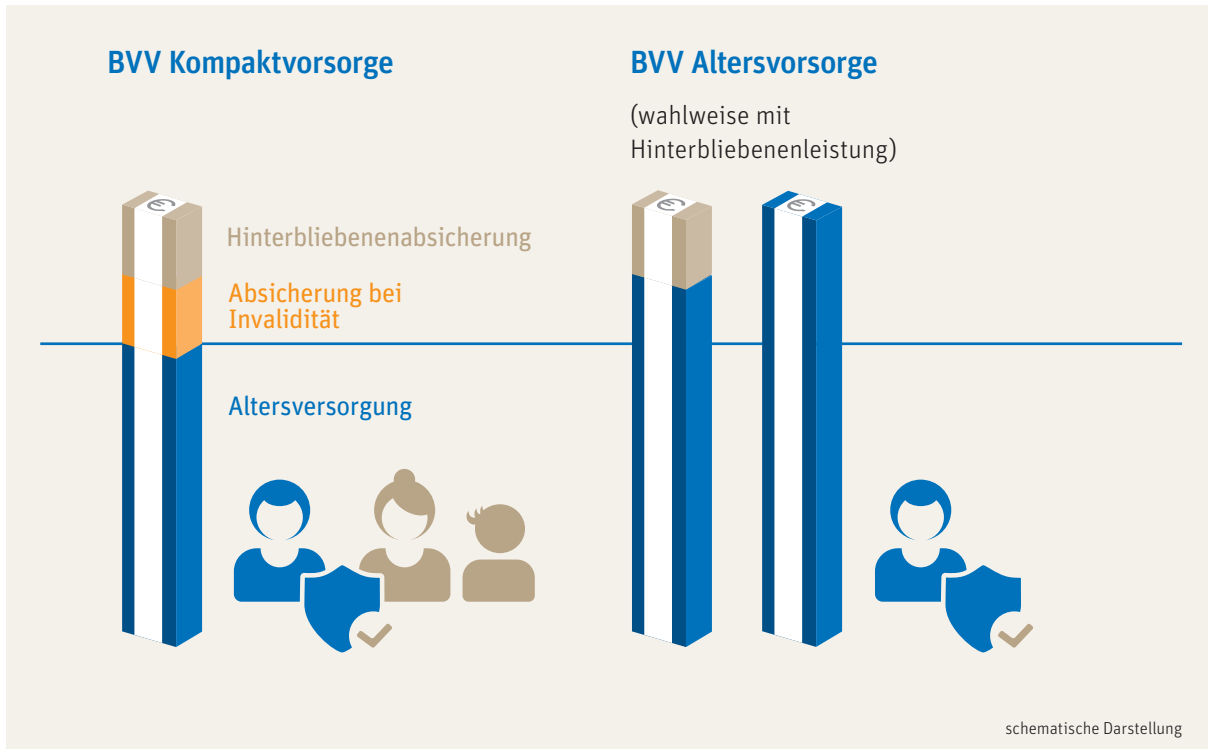 BVV Kompaktvorsorge
BVV Altersvorsorge
(wahlweise mit
Hinterbliebenenleistung)
€
€
€
Hinterbliebenenabsicherung
Absicherung bei
Invalidität
Altersversorgung
schematische Darstellung